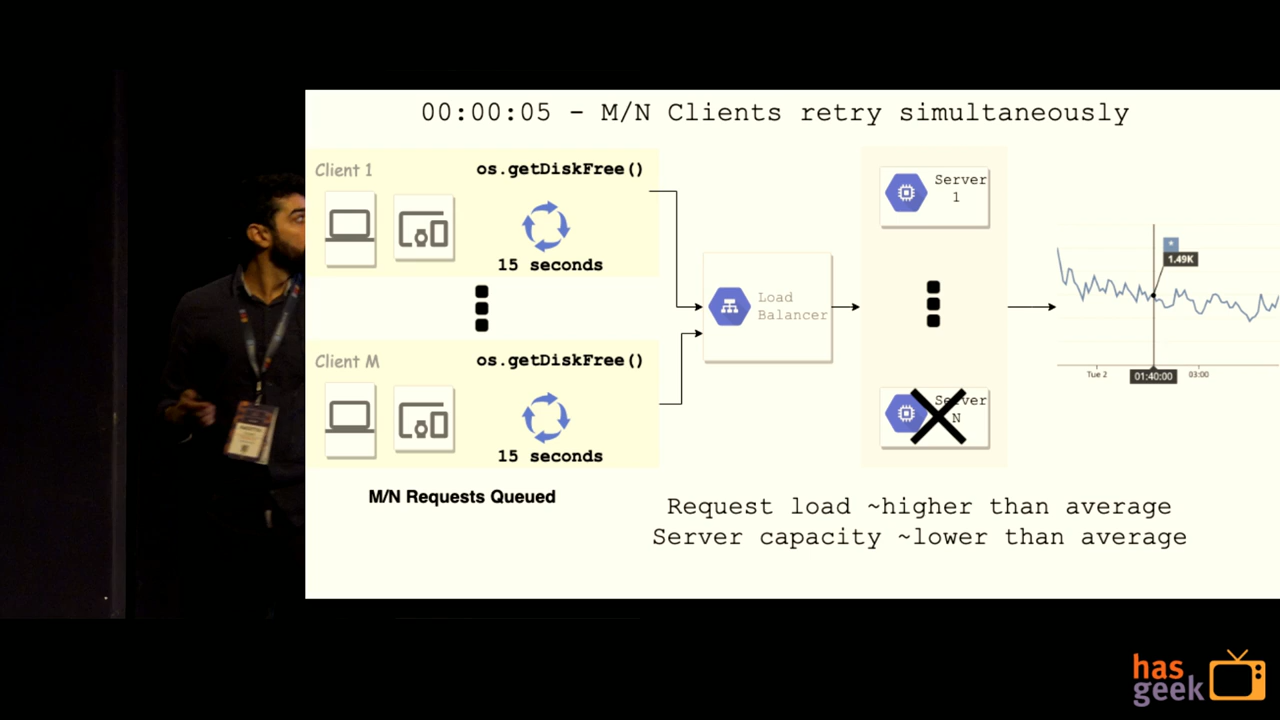 00:00:05 - M/N Clients retry simultaneously
Client 1
os.getDiskFree()
15 seconds
Client M
os.getDiskFree()
15 seconds
M/N Requests Queued
Load
Balancer
Server
1
Server
N
1.49K
Tue 2
01:40:00
03:00
Request load ~higher than average
Server capacity ~lower than average
has
geek